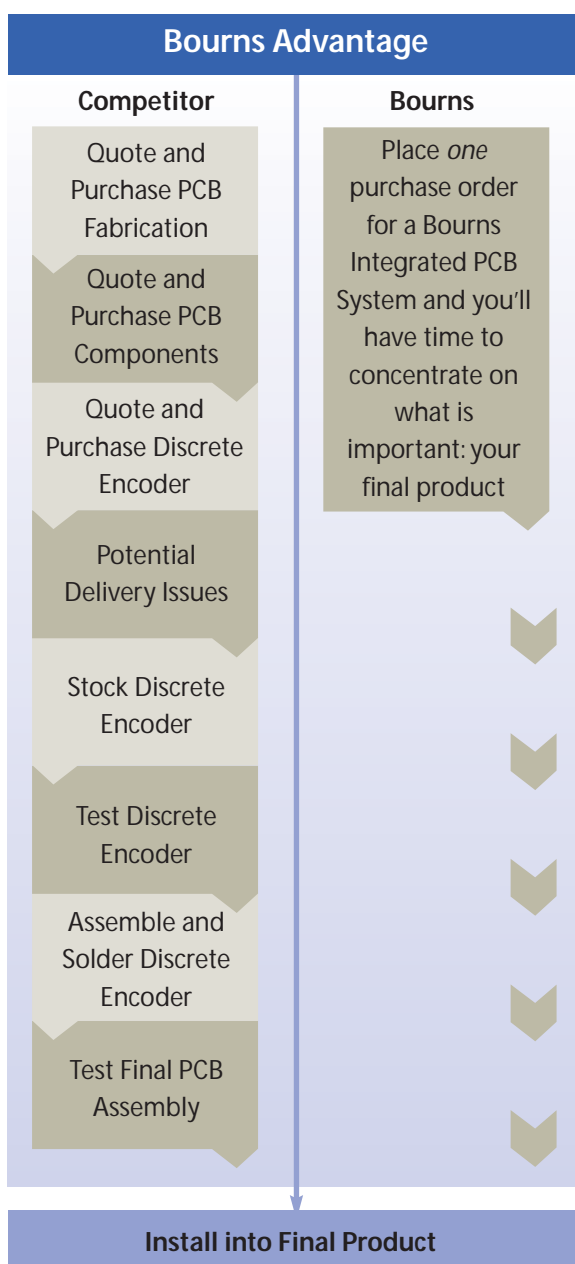 Bourns Advantage
Competitor
Quote and
Purchase PCB
Fabrication
Quote and
Purchase PCB
Components
Quote and
Purchase Discrete
Encoder
Potential
Delivery Issues
Stock Discrete
Encoder
Test Discrete
Encoder
Assemble and
Solder Discrete
Encoder
Test Final PCB
Assembly
Bourns
Place one
purchase order
for a Bourns
Integrated PCB
System and you’ll
have time to
concentrate on
what is
important: your
final product
Install into Final Product